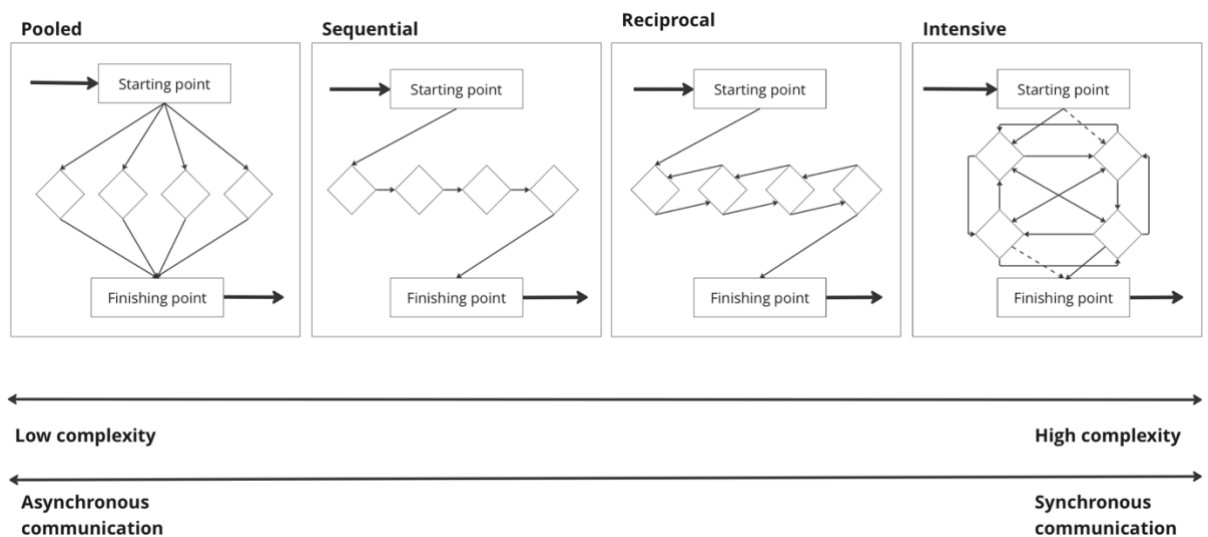 Pooled
Sequential
Reciprocal
Intensive
Starting point
Starting point
Starting point
Starting point
Finishing point
Finishing point
Finishing point
Finishing point
Low complexity
High complexity
Asynchronous
communication
Synchronous
communication